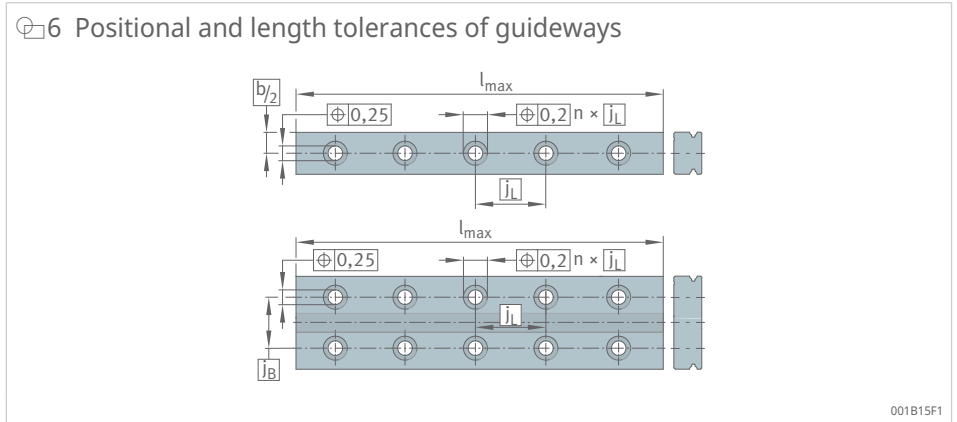 6 Positional and length tolerances of guideways
lmax
b/2
⌖ 0,25
⌖ 0,2 n × jL
jL
lmax
⌖ 0,25
⌖ 0,2 n × jL
jL
jB
001B15F1